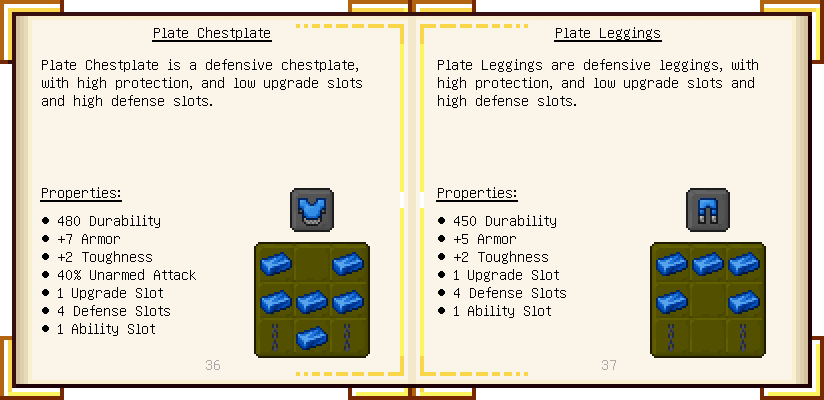 Plate Chestplate
Plate Chestplate is a defensive chestplate,
with high protection, and low upgrade slots
and high defense slots.
Properties:
● 480 Durability
● +7 Armor
● +2 Toughness
● 40% Unarmed Attack
● 1 Upgrade Slot
● 4 Defense Slots
● 1 Ability Slot
36
Plate Leggings
Plate Leggings are defensive leggings, with
high protection, and low upgrade slots and
high defense slots.
Properties:
● 450 Durability
● +5 Armor
● +2 Toughness
● 1 Upgrade Slot
● 4 Defense Slots
● 1 Ability Slot
37